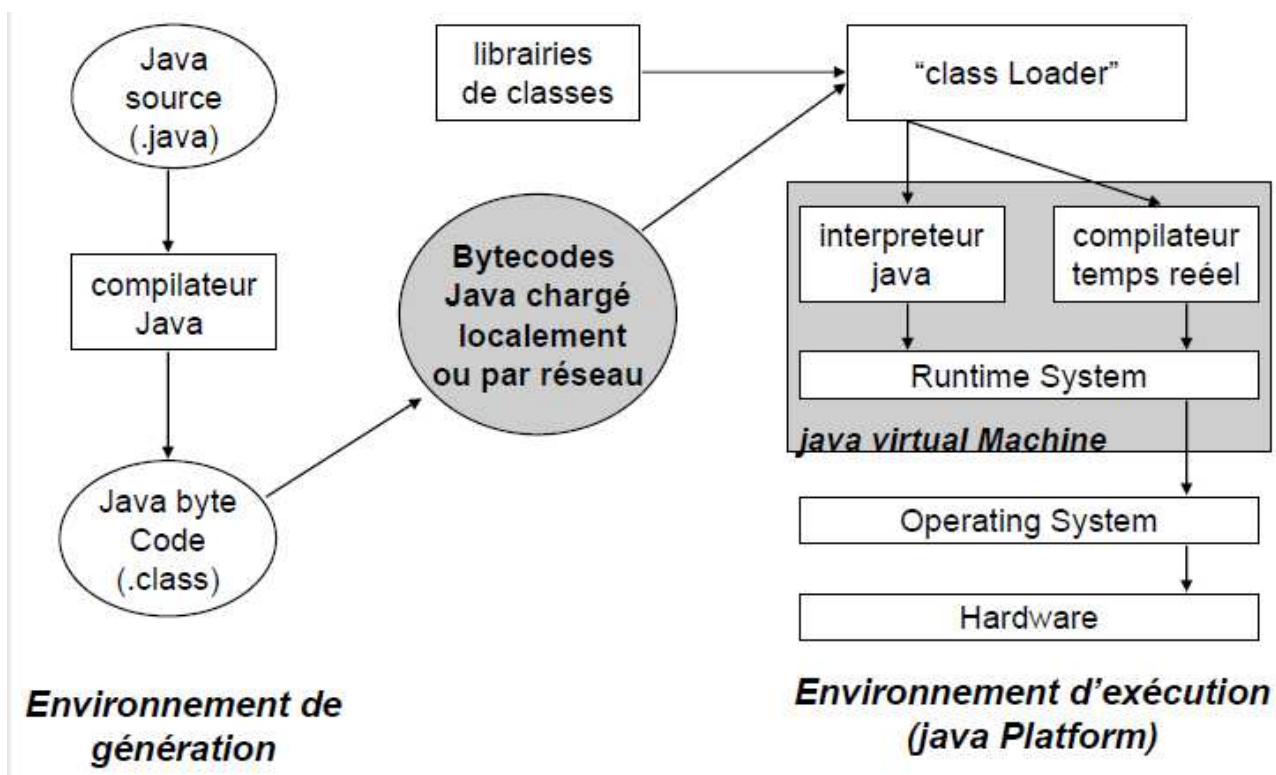 Java
source
(.java)
compilateur
Java
Java byte
Code
(.class)
Environnement de
génération
librairies
de classes
Bytecodes
Java chargé
localement
ou par réseau
“class Loader”
interpreteur
java
compilateur
temps reéel
Runtime System
java virtual Machine
Operating System
Hardware
Environnement d’exécution
(java Platform)